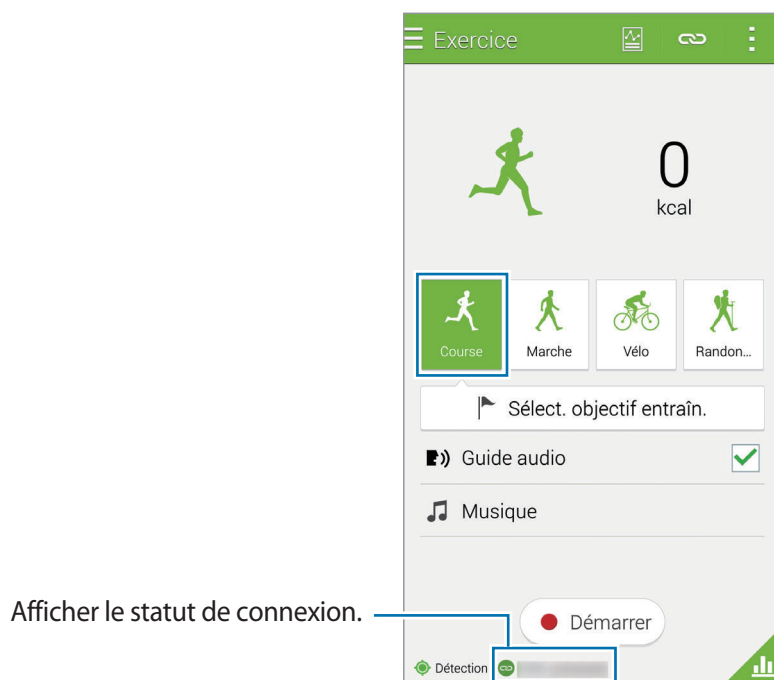 Exercice
0
kcal
Course Marche Vélo Randon...
Sélect. objectif entraîn.
Guide audio
Musique
Afficher le statut de connexion.
Démarrer
Détection